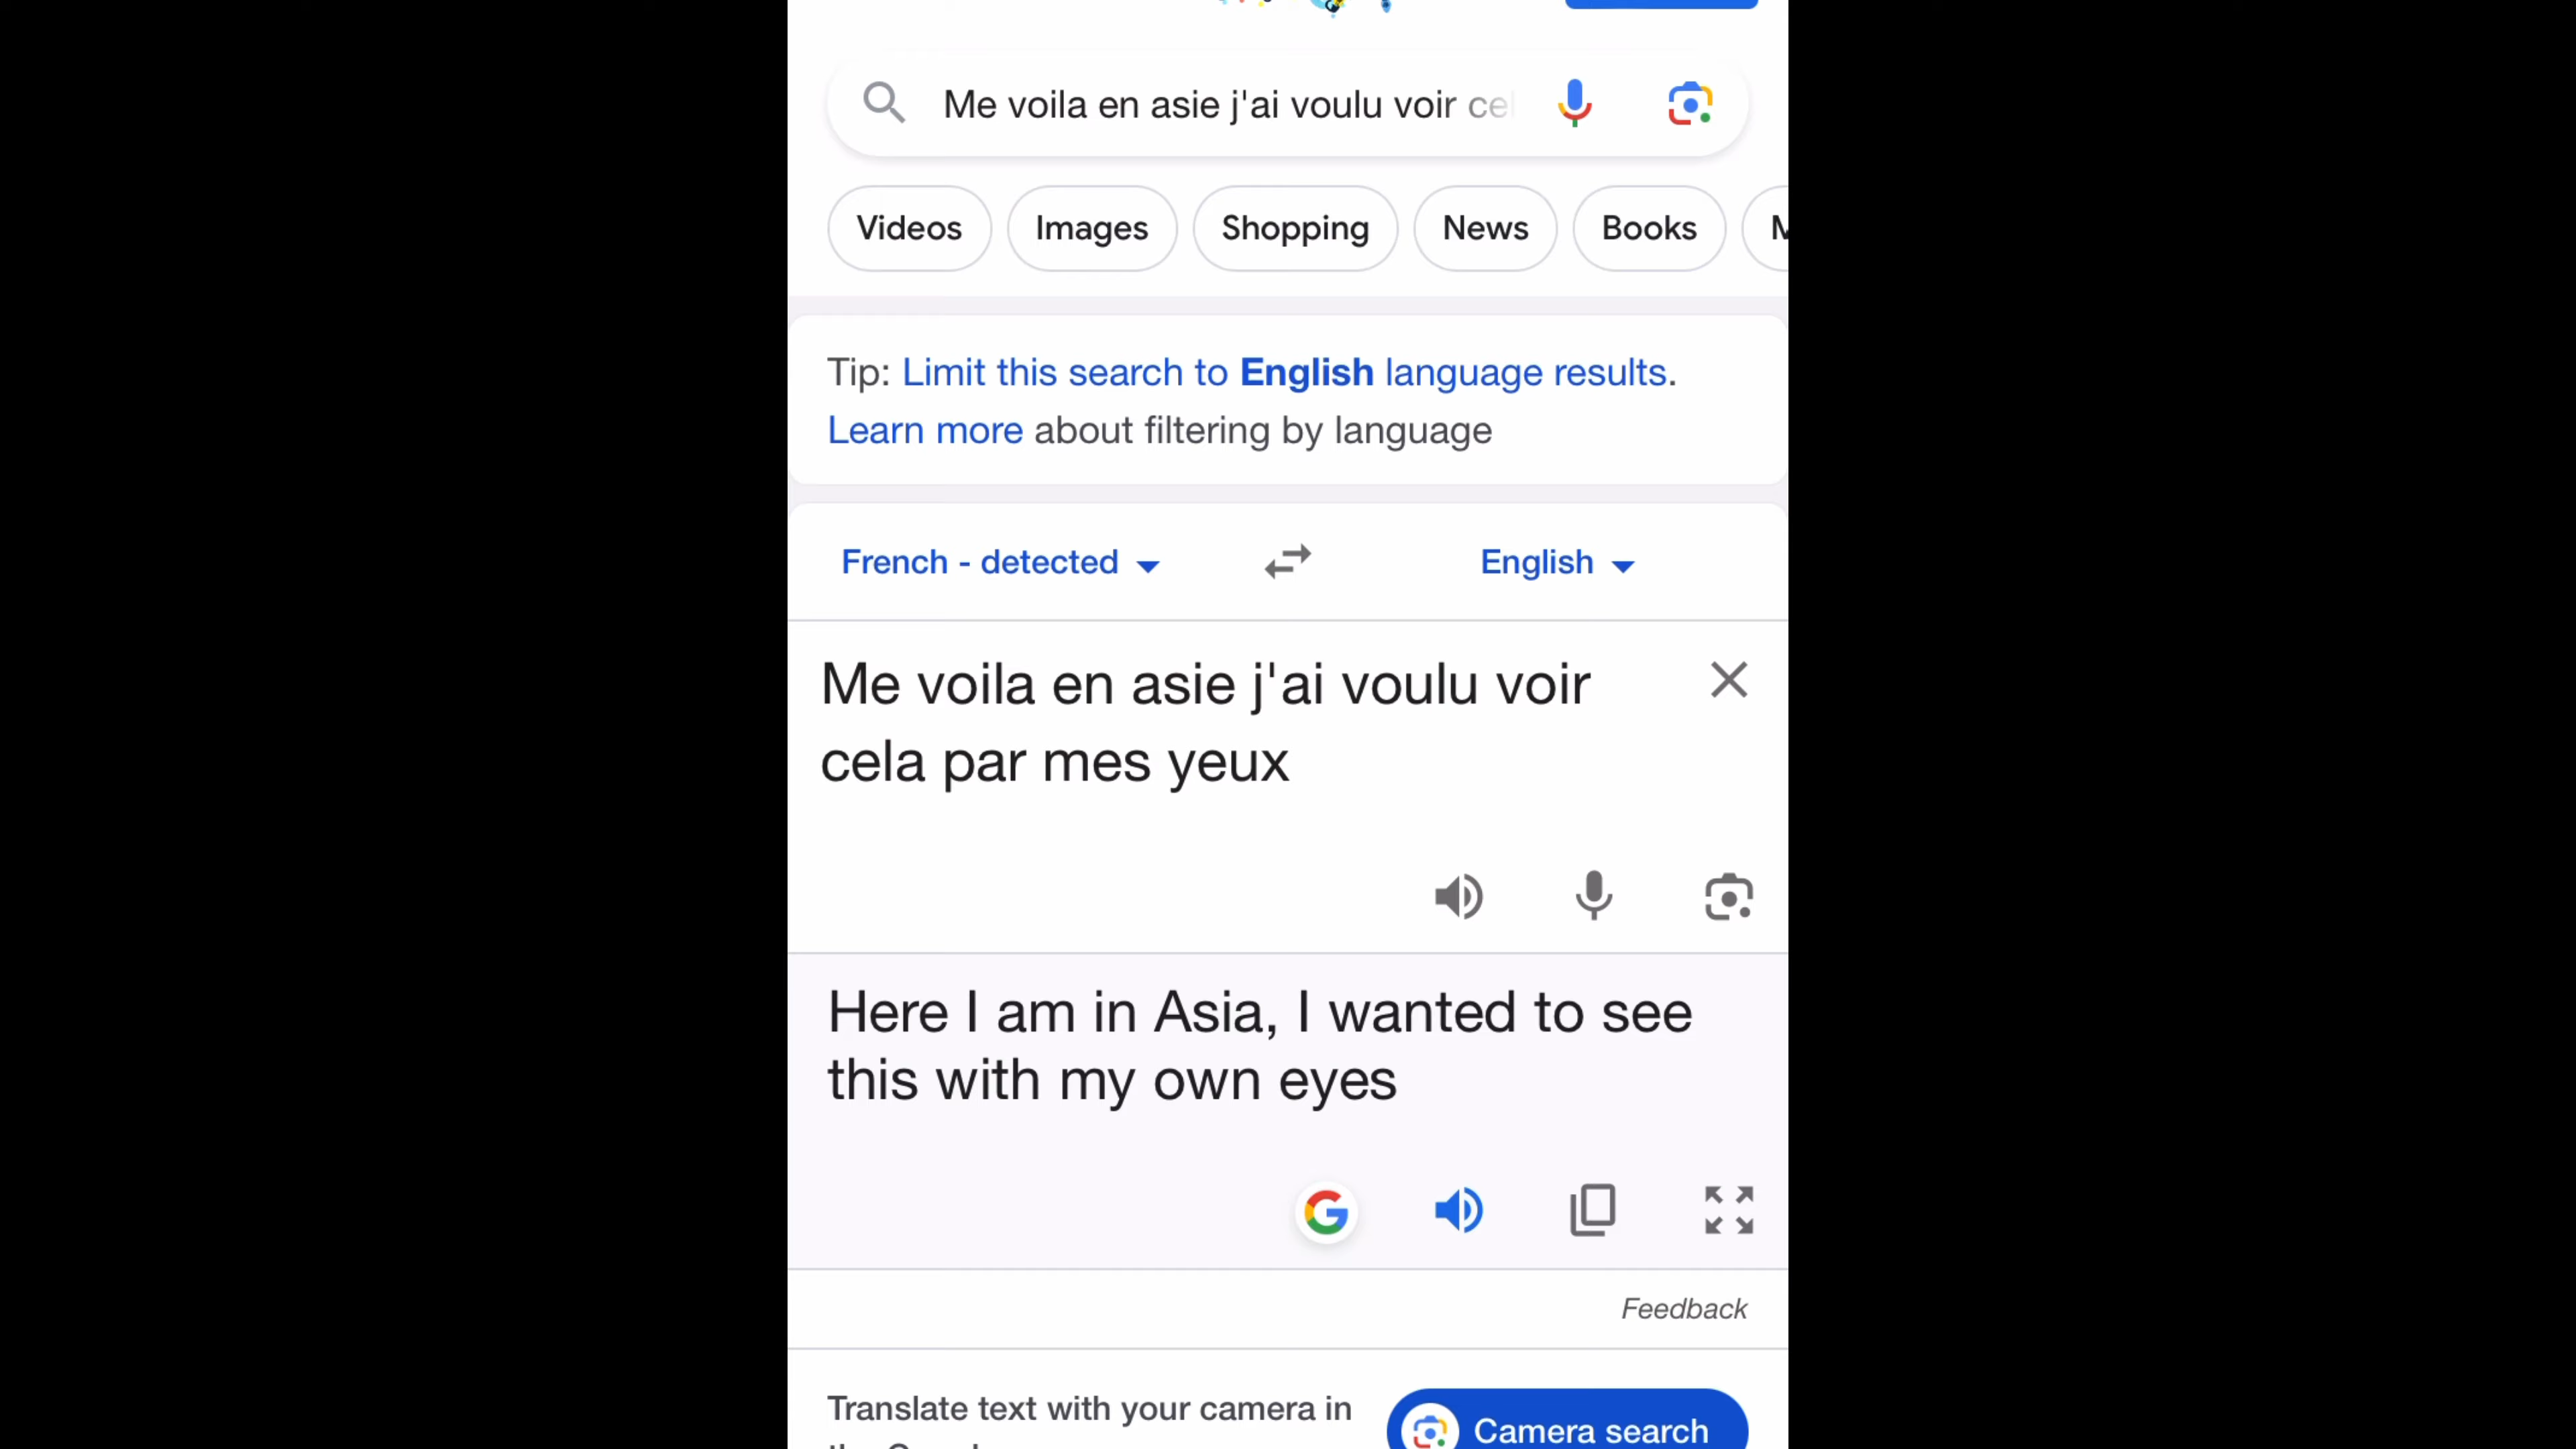 Me voila en asie j'ai voulu voir
Videos Images Shopping News Books
Tip: Limit this search to English language results.
Learn more about filtering by language
French - detected English
Me voila en asie j'ai voulu voir
cela par mes yeux
Here I am in Asia, I wanted to see
this with my own eyes
Feedback
Translate text with your camera in
Camera search